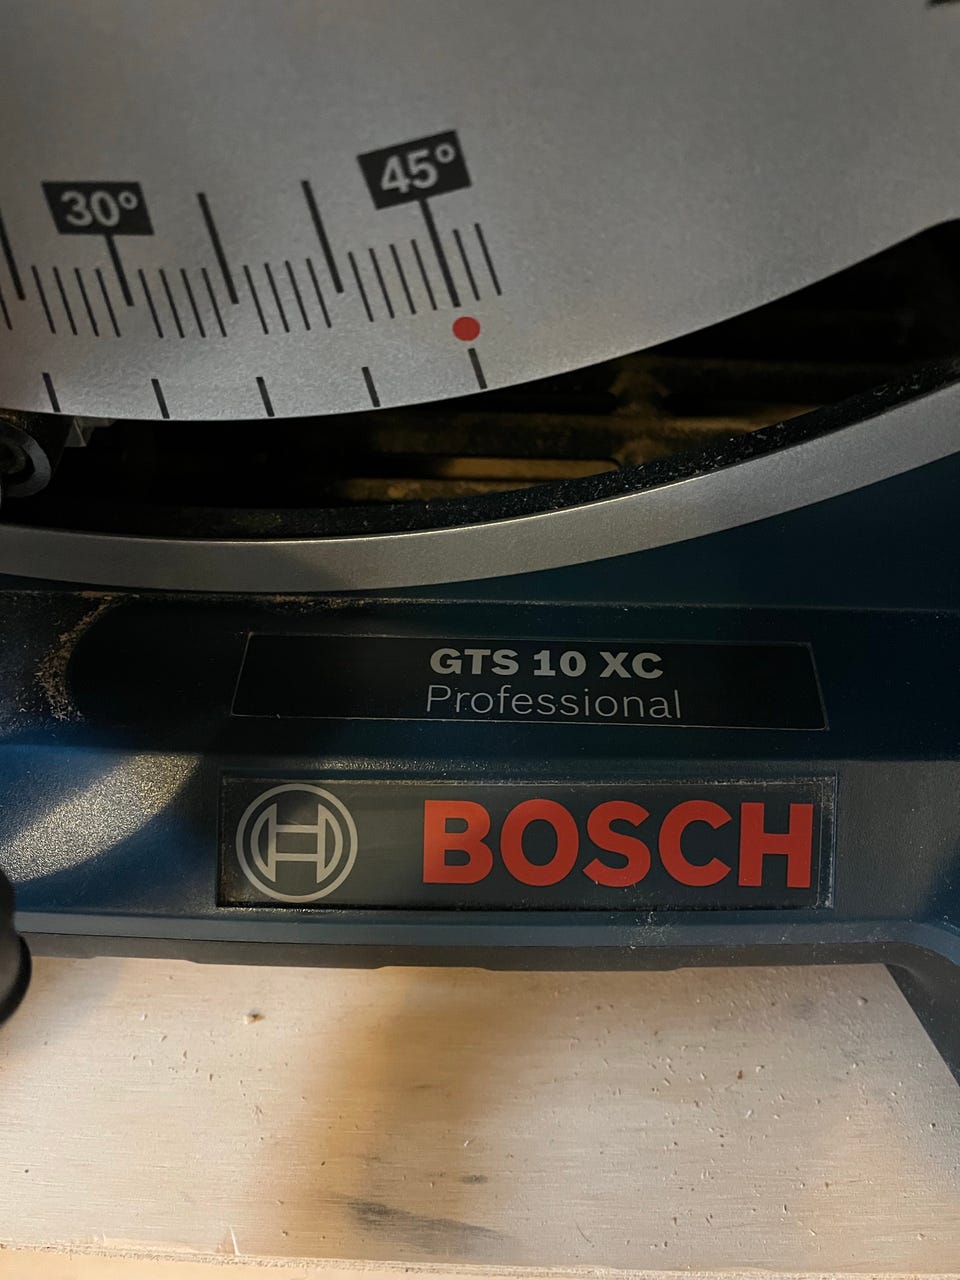 30° 45°
GTS 10 XC
Professional
BOSCH